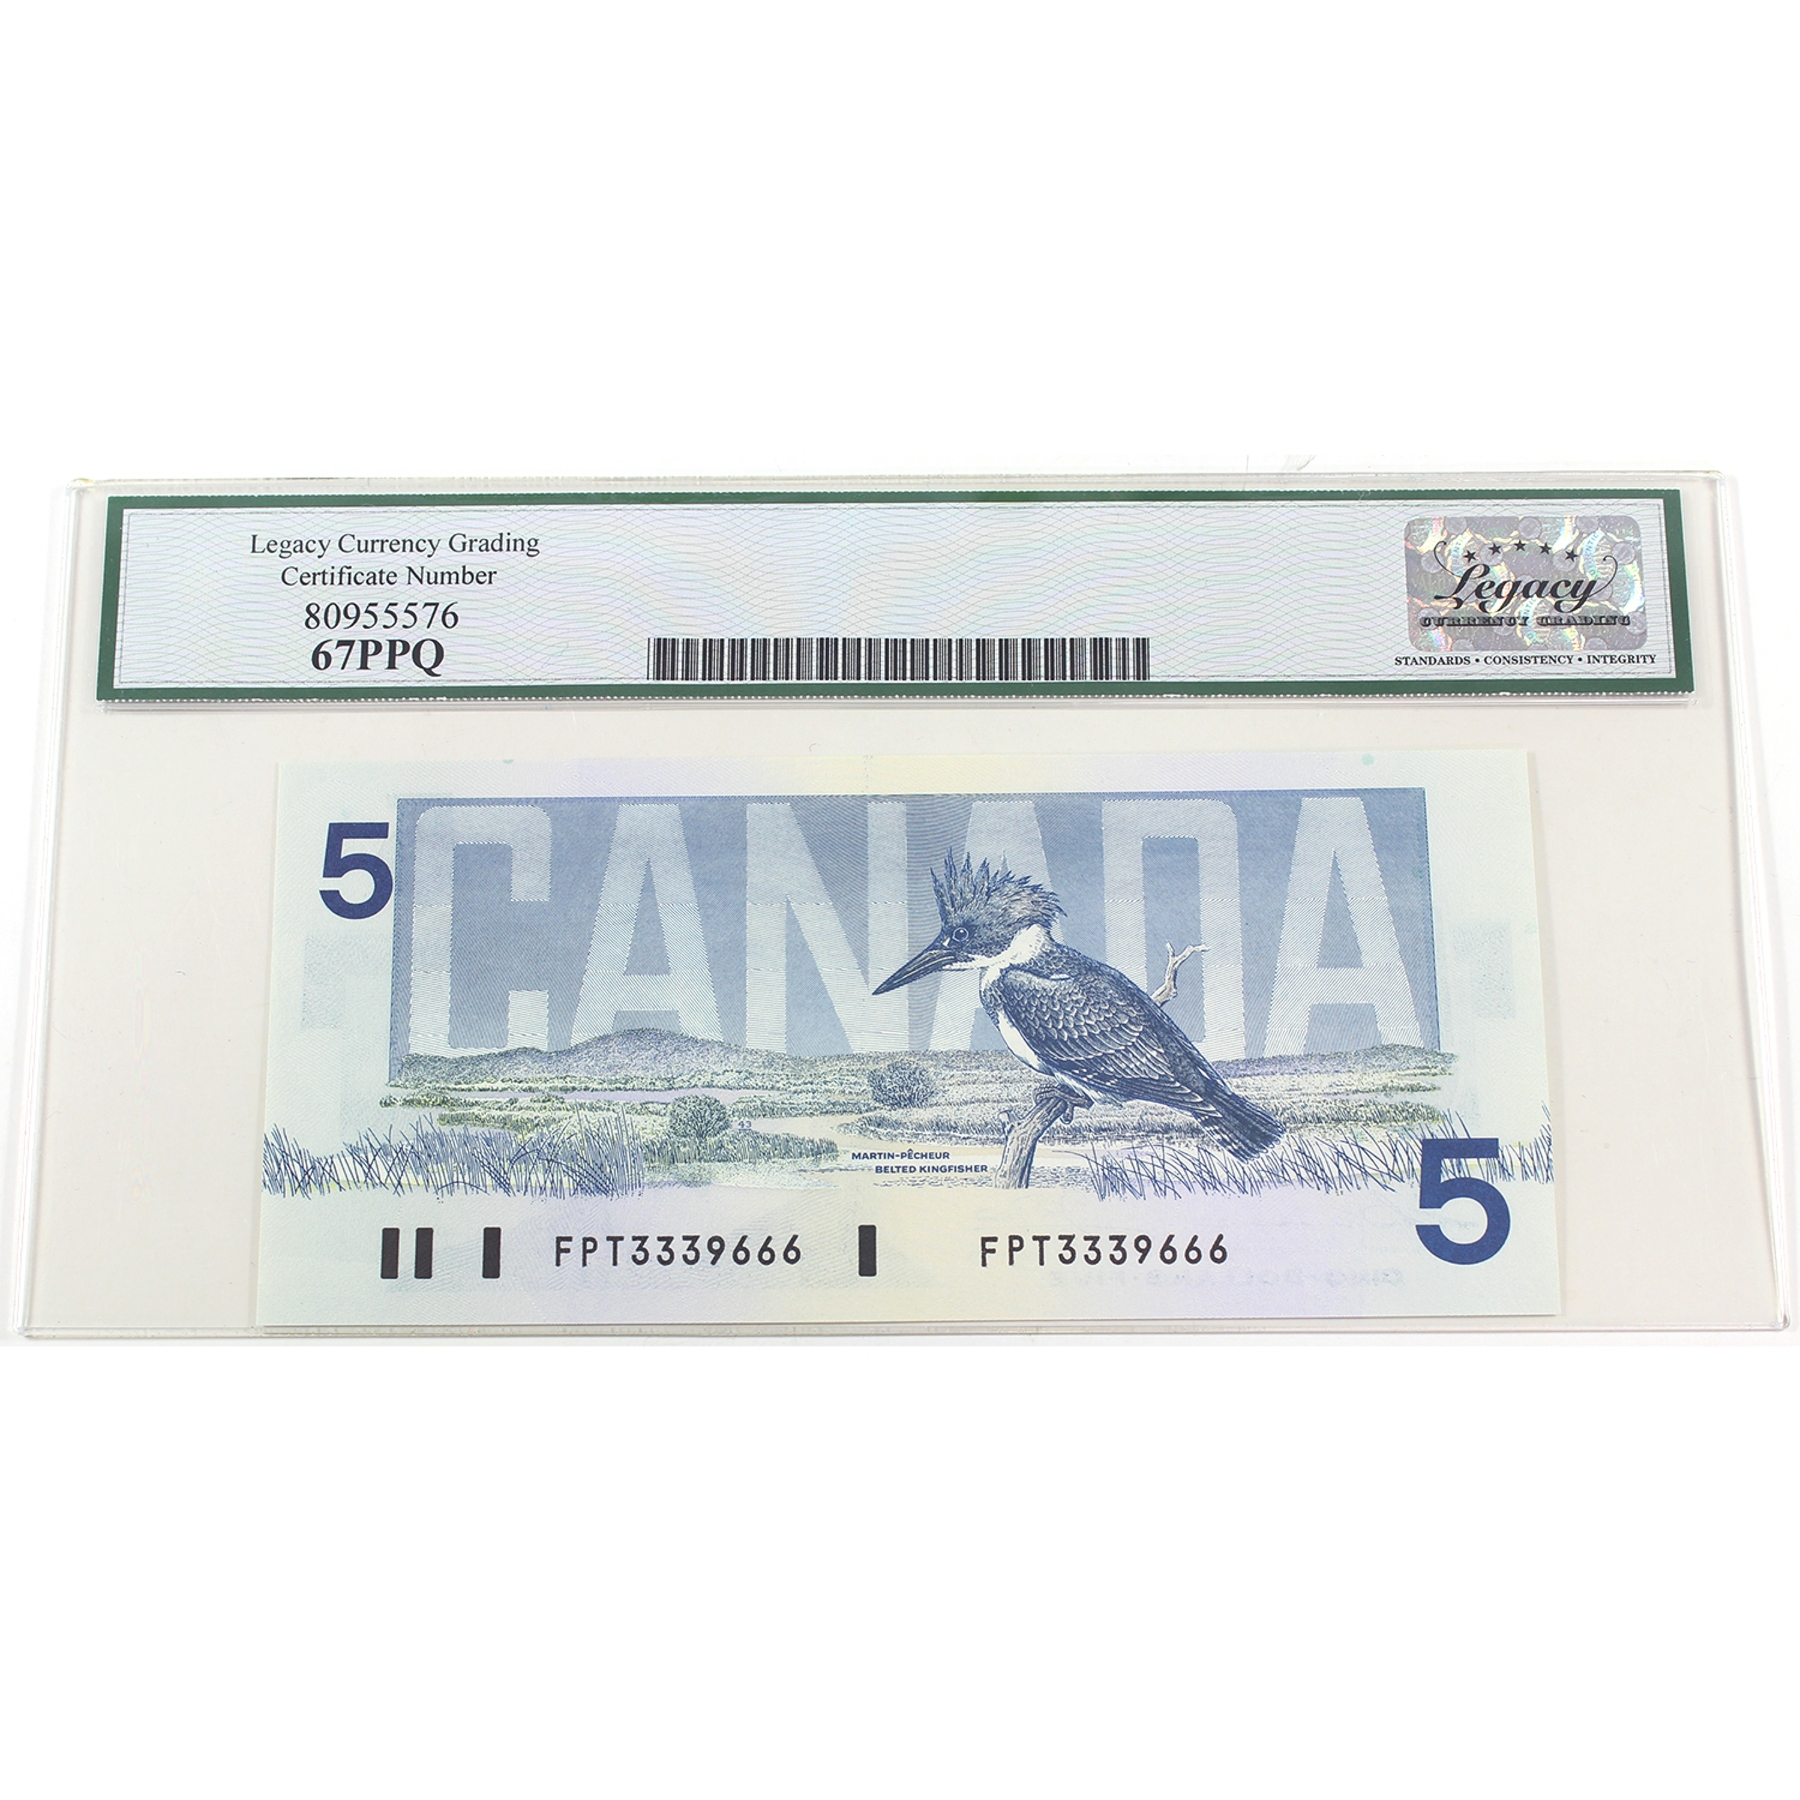 Legacy Currency Grading
Certificate Number
80955576
67PPQ
Legacy
CURRENCY GRADING
STANDARDS • CONSISTENCY • INTEGRITY
5
CANADA
43
MARTIN-PÊCHEUR
BELTED KINGFISHER
5
FPT3339666
FPT3339666